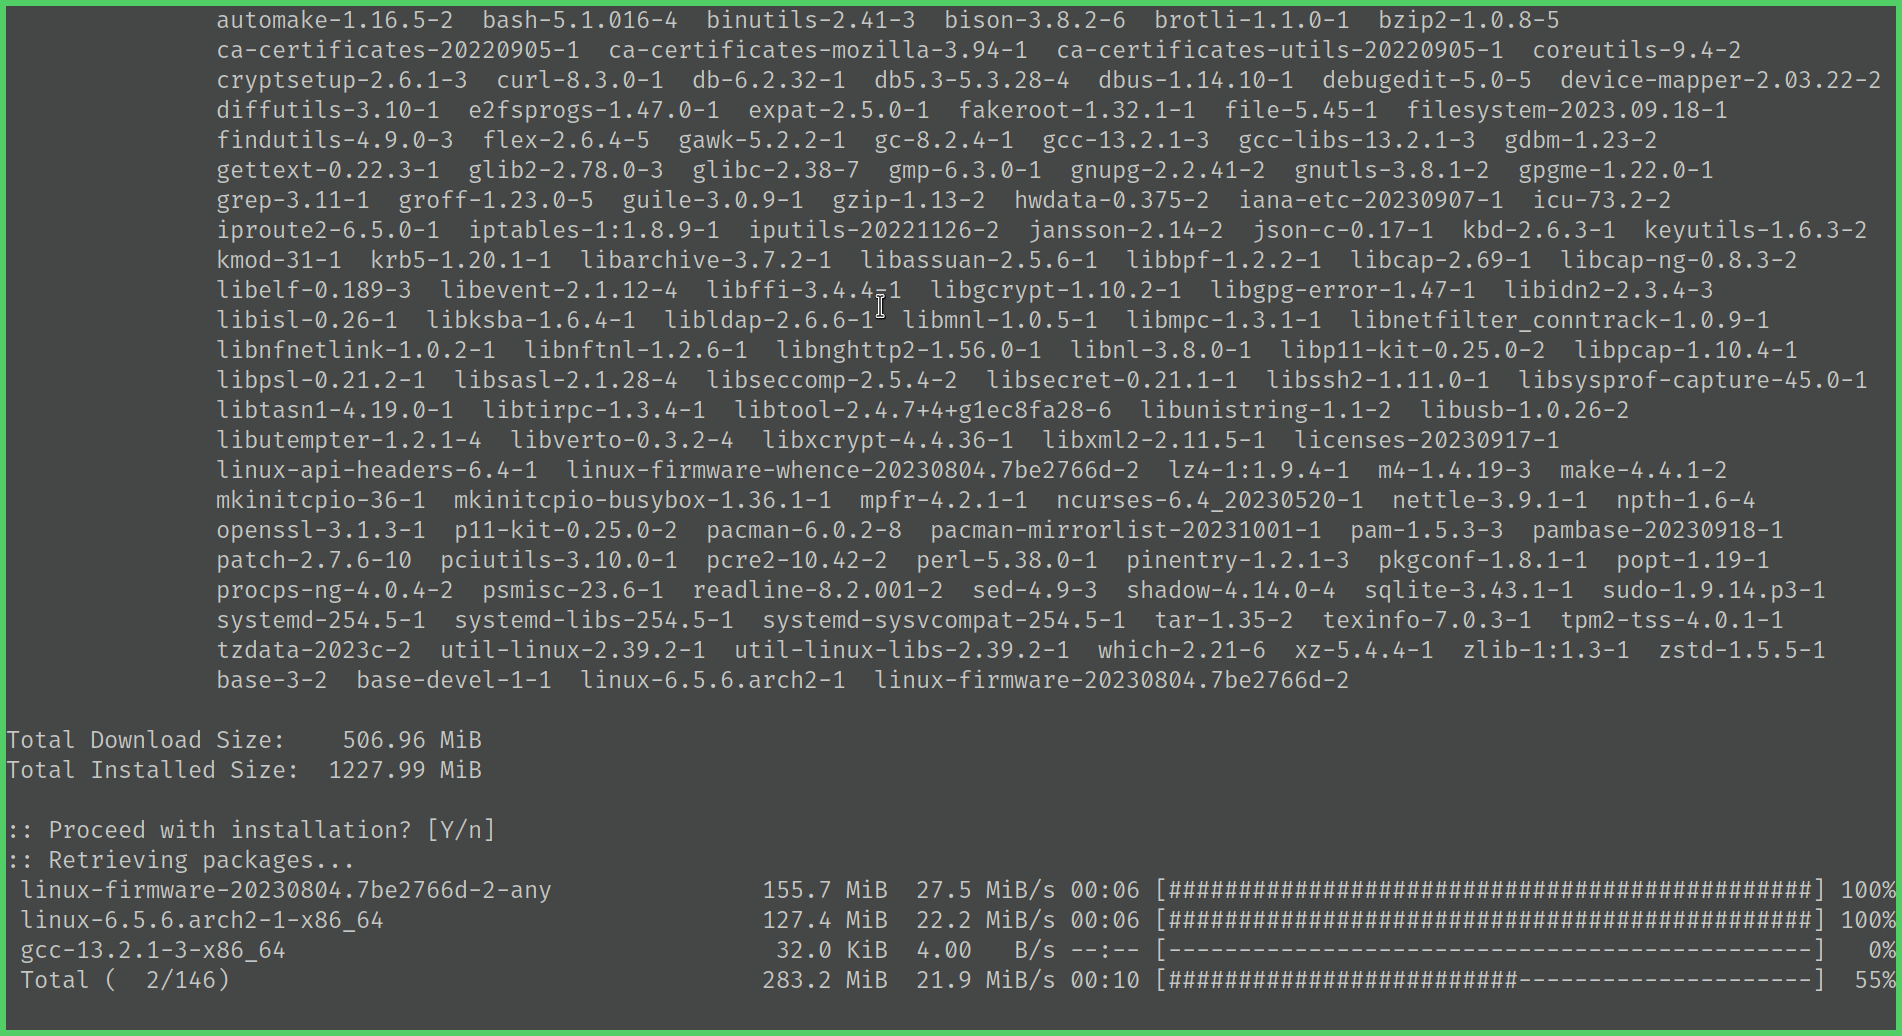 automake-1.16.5-2  bash-5.1.016-4  binutils-2.41-3  bison-3.8.2-6  brotli-1.1.0-1  bzip2-1.0.8-5
ca-certificates-20220905-1  ca-certificates-mozilla-3.94-1  ca-certificates-utils-20220905-1  coreutils-9.4-2
cryptsetup-2.6.1-3  curl-8.3.0-1  db-6.2.32-1  db5.3-5.3.28-4  dbus-1.14.10-1  debugedit-5.0-5  device-mapper-2.03.22-2
diffutils-3.10-1  e2fsprogs-1.47.0-1  expat-2.5.0-1  fakeroot-1.32.1-1  file-5.45-1  filesystem-2023.09.18-1
findutils-4.9.0-3  flex-2.6.4-5  gawk-5.2.2-1  gc-8.2.4-1  gcc-13.2.1-3  gcc-libs-13.2.1-3  gdbm-1.23-2
gettext-0.22.3-1  glib2-2.78.0-3  glibc-2.38-7  gmp-6.3.0-1  gnupg-2.2.41-2  gnutls-3.8.1-2  gpgme-1.22.0-1
grep-3.11-1  groff-1.23.0-5  guile-3.0.9-1  gzip-1.13-2  hwdata-0.375-2  iana-etc-20230907-1  icu-73.2-2
iproute2-6.5.0-1  iptables-1:1.8.9-1  iputils-20221126-2  jansson-2.14-2  json-c-0.17-1  kbd-2.6.3-1  keyutils-1.6.3-2
kmod-31-1  krb5-1.20.1-1  libarchive-3.7.2-1  libassuan-2.5.6-1  libbpf-1.2.2-1  libcap-2.69-1  libcap-ng-0.8.3-2
libelf-0.189-3  libevent-2.1.12-4  libffi-3.4.4-1  libgcrypt-1.10.2-1  libgpg-error-1.47-1  libidn2-2.3.4-3
libisl-0.26-1  libksba-1.6.4-1  libldap-2.6.6-1  libmnl-1.0.5-1  libmpc-1.3.1-1  libnetfilter_conntrack-1.0.9-1
libnfnetlink-1.0.2-1  libnftnl-1.2.6-1  libnghttp2-1.56.0-1  libnl-3.8.0-1  libp11-kit-0.25.0-2  libpcap-1.10.4-1
libpsl-0.21.2-1  libsasl-2.1.28-4  libseccomp-2.5.4-2  libsecret-0.21.1-1  libssh2-1.11.0-1  libsysprof-capture-45.0-1
libtasn1-4.19.0-1  libtirpc-1.3.4-1  libtool-2.4.7+4+g1ec8fa28-6  libunistring-1.1-2  libusb-1.0.26-2
libutempter-1.2.1-4  libverto-0.3.2-4  libxcrypt-4.4.36-1  libxml2-2.11.5-1  licenses-20230917-1
linux-api-headers-6.4-1  linux-firmware-whence-20230804.7be2766d-2  lz4-1:1.9.4-1  m4-1.4.19-3  make-4.4.1-2
mkinitcpio-36-1  mkinitcpio-busybox-1.36.1-1  mpfr-4.2.1-1  ncurses-6.4_20230520-1  nettle-3.9.1-1  npth-1.6-4
openssl-3.1.3-1  p11-kit-0.25.0-2  pacman-6.0.2-8  pacman-mirrorlist-20231001-1  pam-1.5.3-3  pambase-20230918-1
patch-2.7.6-10  pciutils-3.10.0-1  pcre2-10.42-2  perl-5.38.0-1  pinentry-1.2.1-3  pkgconf-1.8.1-1  popt-1.19-1
procps-ng-4.0.4-2  psmisc-23.6-1  readline-8.2.001-2  sed-4.9-3  shadow-4.14.0-4  sqlite-3.43.1-1  sudo-1.9.14.p3-1
systemd-254.5-1  systemd-libs-254.5-1  systemd-sysvcompat-254.5-1  tar-1.35-2  texinfo-7.0.3-1  tpm2-tss-4.0.1-1
tzdata-2023c-2  util-linux-2.39.2-1  util-linux-libs-2.39.2-1  which-2.21-6  xz-5.4.4-1  zlib-1:1.3-1  zstd-1.5.5-1
base-3-2  base-devel-1-1  linux-6.5.6.arch2-1  linux-firmware-20230804.7be2766d-2
Total Download Size:    506.96 MiB
Total Installed Size:  1227.99 MiB
:: Proceed with installation? [Y/n]
:: Retrieving packages...
linux-firmware-20230804.7be2766d-2-any  155.7 MiB  27.5 MiB/s 00:06 [##############################################] 100%
linux-6.5.6.arch2-1-x86_64  127.4 MiB  22.2 MiB/s 00:06 [##############################################] 100%
gcc-13.2.1-3-x86_64  32.0 KiB  4.00   B/s --:-- [----------------------------------------------]   0%
Total (  2/146)  283.2 MiB  21.9 MiB/s 00:10 [#########################---------------------]  55%